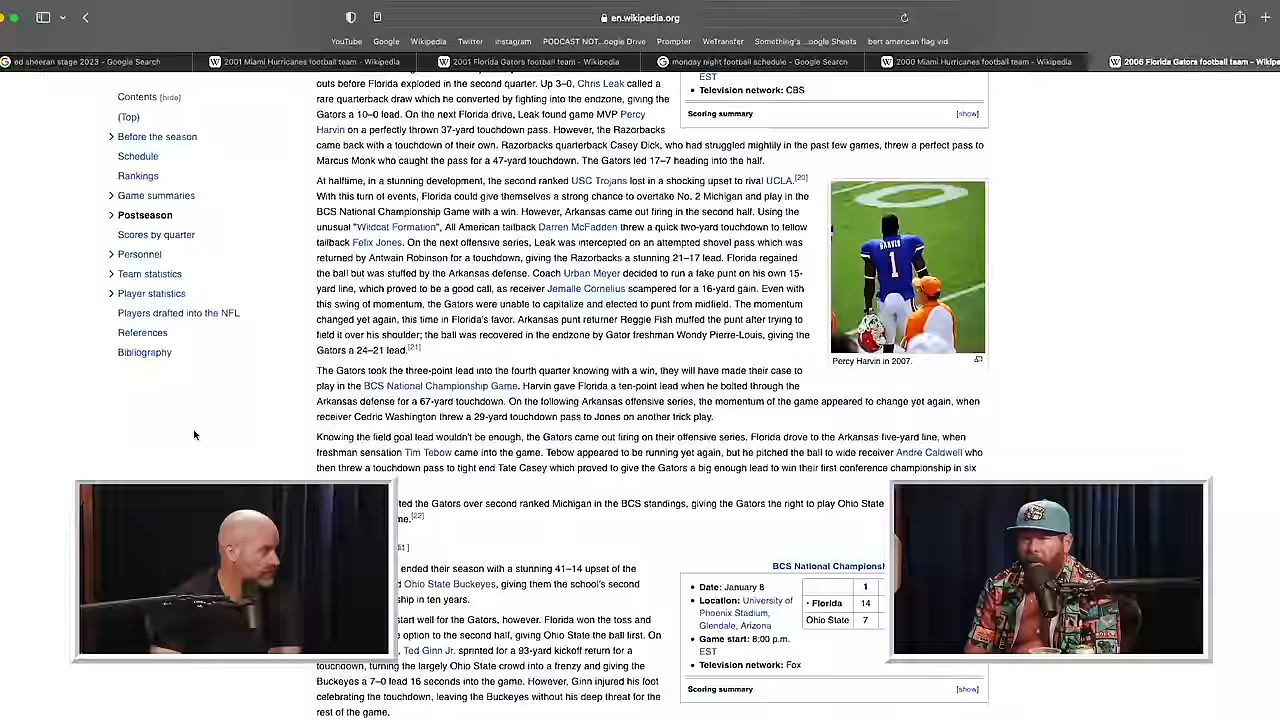 en.wikipedia.org
YouTube Google Wikipedia Twitter Instagram PODCAST NOT...oogle Drive Prompter WeTransfer Something's ...oogle Sheets bert american flag vid
ed sheeran stage 2023 – Google Search
2001 Miami Hurricanes football team – Wikipedia
2001 Florida Gators football team – Wikipedia
monday night football schedule – Google Search
2000 Miami Hurricanes football team – Wikipedia
2006 Florida Gators football team – Wikipe
Contents [hide]
(Top)
Before the season
Schedule
Rankings
Game summaries
Postseason
Scores by quarter
Personnel
Team statistics
Player statistics
Players drafted into the NFL
References
Bibliography
outs before Florida exploded in the second quarter. Up 3–0, Chris Leak called a
rare quarterback draw which he converted by fighting into the endzone, giving the
Gators a 10–0 lead. On the next Florida drive, Leak found game MVP Percy
Harvin on a perfectly thrown 37-yard touchdown pass. However, the Razorbacks
came back with a touchdown of their own. Razorbacks quarterback Casey Dick, who had struggled mightily in the past few games, threw a perfect pass to
Marcus Monk who caught the pass for a 47-yard touchdown. The Gators led 17–7 heading into the half.
EST
Television network: CBS
Scoring summary [show]
At halftime, in a stunning development, the second ranked USC Trojans lost in a shocking upset to rival UCLA.[20]
With this turn of events, Florida could give themselves a strong chance to overtake No. 2 Michigan and play in the
BCS National Championship Game with a win. However, Arkansas came out firing in the second half. Using the
unusual "Wildcat Formation", All American tailback Darren McFadden threw a quick two-yard touchdown to fellow
tailback Felix Jones. On the next offensive series, Leak was intercepted on an attempted shovel pass which was
returned by Antwain Robinson for a touchdown, giving the Razorbacks a stunning 21–17 lead. Florida regained
the ball but was stuffed by the Arkansas defense. Coach Urban Meyer decided to run a fake punt on his own 15-
yard line, which proved to be a good call, as receiver Jemalle Cornelius scampered for a 16-yard gain. Even with
this swing of momentum, the Gators were unable to capitalize and elected to punt from midfield. The momentum
changed yet again, this time in Florida's favor. Arkansas punt returner Reggie Fish muffed the punt after trying to
field it over his shoulder; the ball was recovered in the endzone by Gator freshman Wondy Pierre-Louis, giving the
Gators a 24–21 lead.[21]
HARVIN
1
Percy Harvin in 2007.
The Gators took the three-point lead into the fourth quarter knowing with a win, they will have made their case to
play in the BCS National Championship Game. Harvin gave Florida a ten-point lead when he bolted through the
Arkansas defense for a 67-yard touchdown. On the following Arkansas offensive series, the momentum of the game appeared to change yet again, when
receiver Cedric Washington threw a 29-yard touchdown pass to Jones on another trick play.
Knowing the field goal lead wouldn't be enough, the Gators came out firing on their offensive series. Florida drove to the Arkansas five-yard line, when
freshman sensation Tim Tebow came into the game. Tebow appeared to be running yet again, but he pitched the ball to wide receiver Andre Caldwell who
then threw a touchdown pass to tight end Tate Casey which proved to give the Gators a big enough lead to win their first conference championship in six
ted the Gators over second ranked Michigan in the BCS standings, giving the Gators the right to play Ohio State
me.[22]
it ]
ended their season with a stunning 41–14 upset of the
d Ohio State Buckeyes, giving them the school's second
ship in ten years.
start well for the Gators, however. Florida won the toss and
option to the second half, giving Ohio State the ball first. On
Ted Ginn Jr. sprinted for a 93-yard kickoff return for a
touchdown, turning the largely Ohio State crowd into a frenzy and giving the
Buckeyes a 7–0 lead 16 seconds into the game. However, Ginn injured his foot
celebrating the touchdown, leaving the Buckeyes without his deep threat for the
rest of the game.
BCS National Champions
Date: January 8
Location: University of
Phoenix Stadium,
Glendale, Arizona
Game start: 8:00 p.m.
EST
Television network: Fox
1
· Florida 14
Ohio State 7
Scoring summary [show]